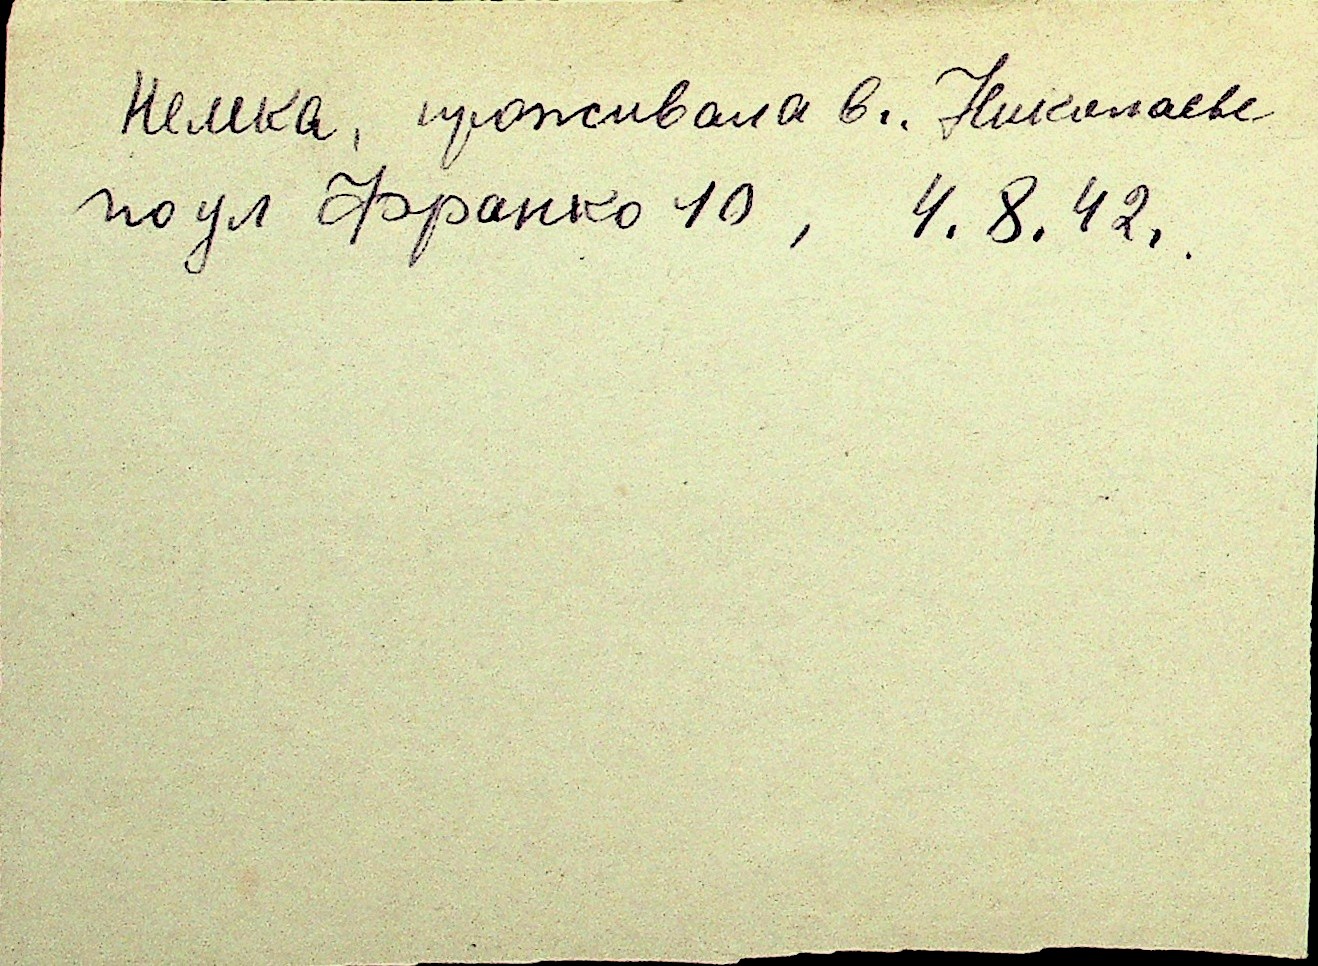 Немка, проживала в г. Николаеве
по ул Франко 10, 4.8.42.